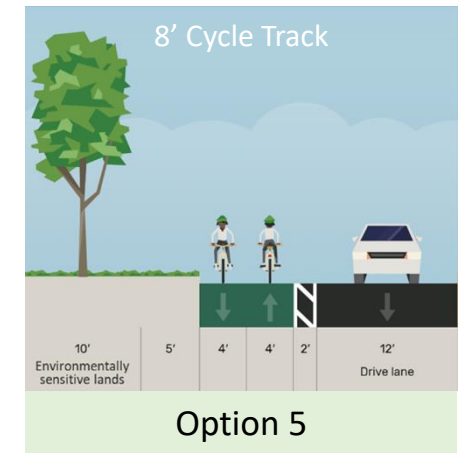 8’ Cycle Track
10’ 5’ 4’ 4’ 2’ 12’
Environmentally
sensitive lands
Drive lane
Option 5